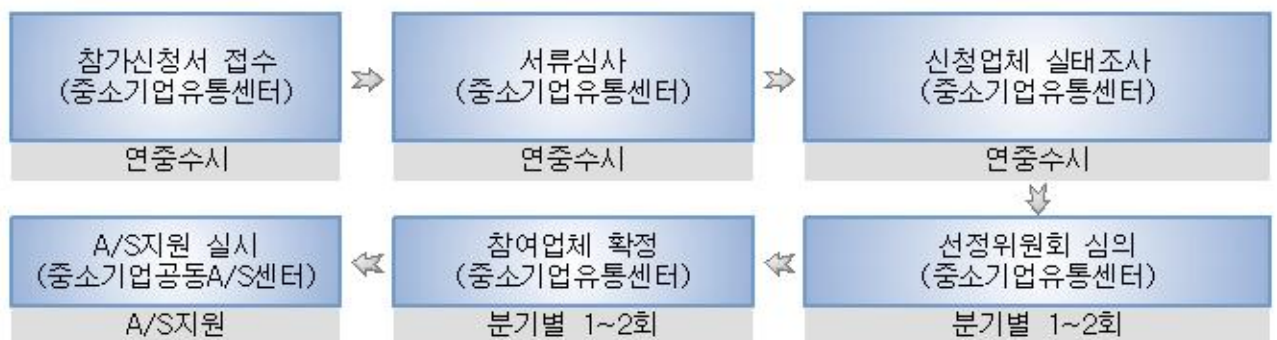 참가신청서 접수
(중소기업유통센터)
연중수시
서류심사
(중소기업유통센터)
연중수시
신청업체 실태조사
(중소기업유통센터)
연중수시
선정위원회 심의
(중소기업유통센터)
분기별 1~2회
참여업체 확정
(중소기업유통센터)
분기별 1~2회
A/S지원 실시
(중소기업공동A/S센터)
A/S지원